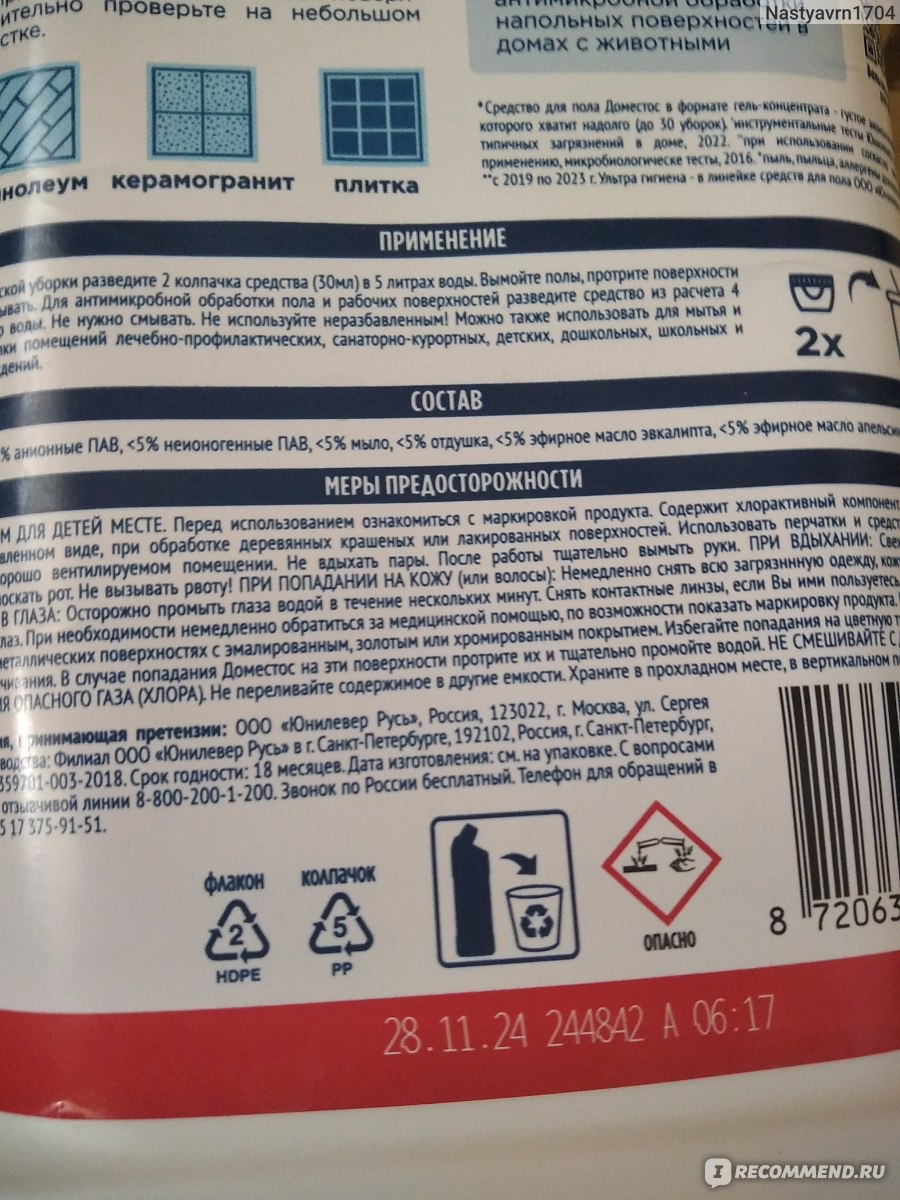 Nastyavrn1704
ительно проверьте на небольшом
стке.
антимикробной обработки
напольных поверхностей в
домах с животными
нолеум керамогранит плитка
*Средство для пола Доместос в формате гель-концентрата - густое
которого хватит надолго (до 30 уборок). 'инструментальные тесты
типичных загрязнений в доме, 2022. "при использовании согласно
применению, микробиологическе тесты, 2016. "пыль, пыльца, аллергены
**с 2019 по 2023 г. Ультра гигиена - в линейке средств для пола ООО
ПРИМЕНЕНИЕ
ской уборки разведите 2 колпачка средства (30мл) в 5 литрах воды. Вымойте полы, протрите поверхности
ывать. Для антимикробной обработки пола и рабочих поверхностей разведите средство из расчета 4
р воды. Не нужно смывать. Не используйте неразбавленным! Можно также использовать для мытья и
ки помещений лечебно-профилактических, санаторно-курортных, детских, дошкольных, школьных и
дений.
2x
СОСТАВ
% анионные ПАВ, <5% неионогенные ПАВ, <5% мыло, <5% отдушка, <5% эфирное масло эвкалипта, <5% эфирное масло апельсин
МЕРЫ ПРЕДОСТОРОЖНОСТИ
М ДЛЯ ДЕТЕЙ МЕСТЕ. Перед использованием ознакомиться с маркировкой продукта. Содержит хлорактивный компонент
вленном виде, при обработке деревянных крашеных или лакированных поверхностей. Использовать перчатки и средст
орошо вентилируемом помещении. Не вдыхать пары. После работы тщательно вымыть руки. ПРИ ВДЫХАНИИ: Свеж
лоскать рот. Не вызывать рвоту! ПРИ ПОПАДАНИИ НА КОЖУ (или волосы): Немедленно снять всю загрязнную одежду, кожу
В ГЛАЗА: Осторожно промыть глаза водой в течение нескольких минут. Снять контактные линзы, если Вы ими пользуетесь
лаз. При необходимости немедленно обратиться за медицинской помощью, по возможности показать маркировку продукта.
металлических поверхностях с эмалированным, золотым или хромированным покрытием. Избегайте попадания на цветную т
чивания. В случае попадания Доместос на эти поверхности протрите их и тщательно промойте водой. НЕ СМЕШИВАЙТЕ С
ИЯ ОПАСНОГО ГАЗА (ХЛОРА). Не переливайте содержимое в другие емкости. Храните в прохладном месте, в вертикальном по
ия, принимающая претензии: ООО «Юнилевер Русь», Россия, 123022, г. Москва, ул. Сергея
водства: Филиал ООО «Юнилевер Русь» в г. Санкт-Петербурге, 192102, Россия, г. Санкт-Петербург,
359701-003-2018. Срок годности: 18 месяцев. Дата изготовления: см. на упаковке. С вопросами
отзывчивой линии 8-800-200-1-200. Звонок по России бесплатный. Телефон для обращений в
5 17 375-91-51.
флакон колпачок
2 5
HDPE PP
ОПАСНО
8 72063
28.11.24 244842 А 06:17
IRECOMMEND.RU